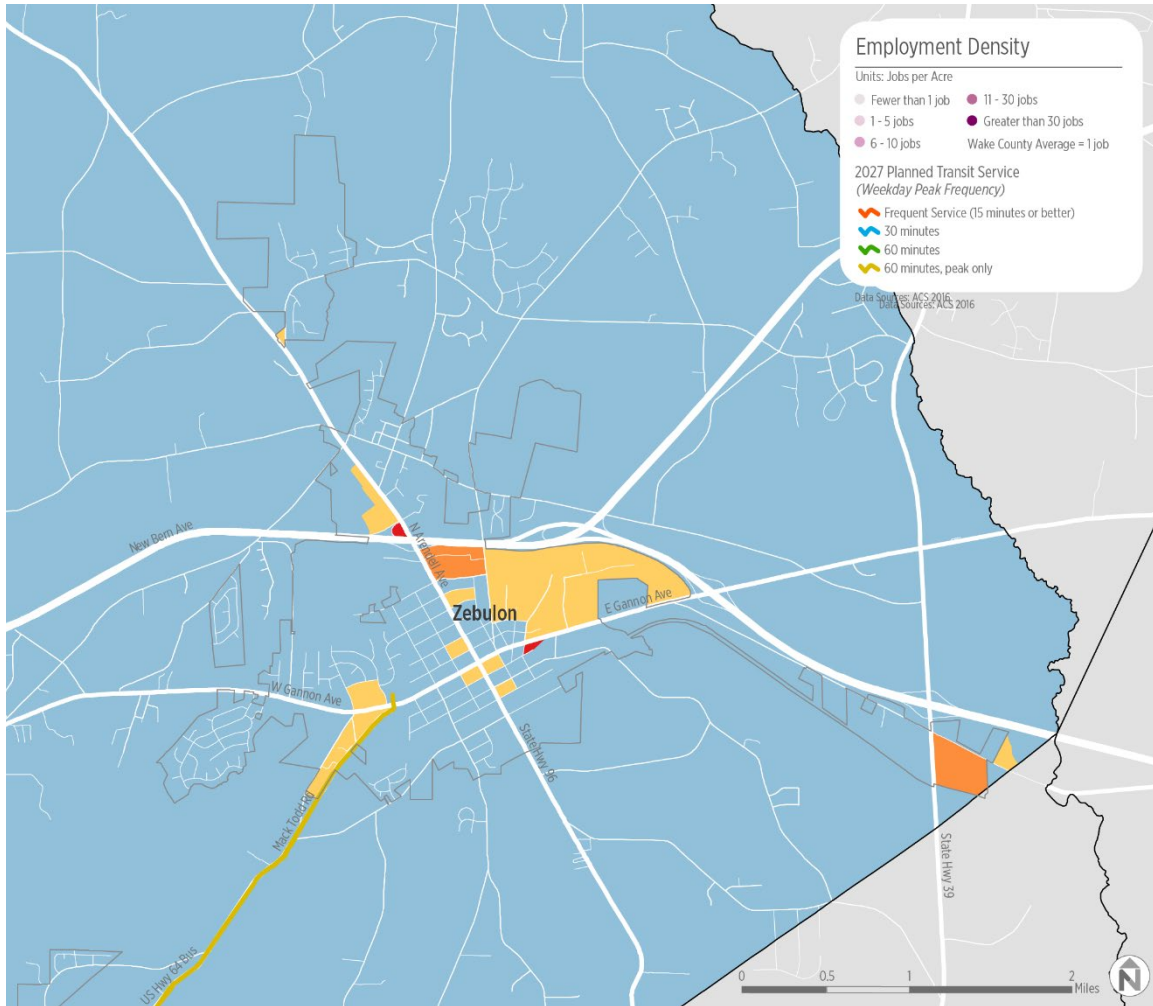 Employment Density
Units: Jobs per Acre
Fewer than 1 job
1 - 5 jobs
6 - 10 jobs
11 - 30 jobs
Greater than 30 jobs
Wake County Average = 1 job
2027 Planned Transit Service
(Weekday Peak Frequency)
Frequent Service (15 minutes or better)
30 minutes
60 minutes
60 minutes, peak only
Data Sources: ACS 2016
Data Sources: ACS 2016
New Bern Ave
N Arendell Ave
Zebulon
E Gannon Ave
W Gannon Ave
State Hwy 96
Mack Todd Rd
State Hwy 39
US Hwy 64 Bus
0 0.5 1 2
Miles
N